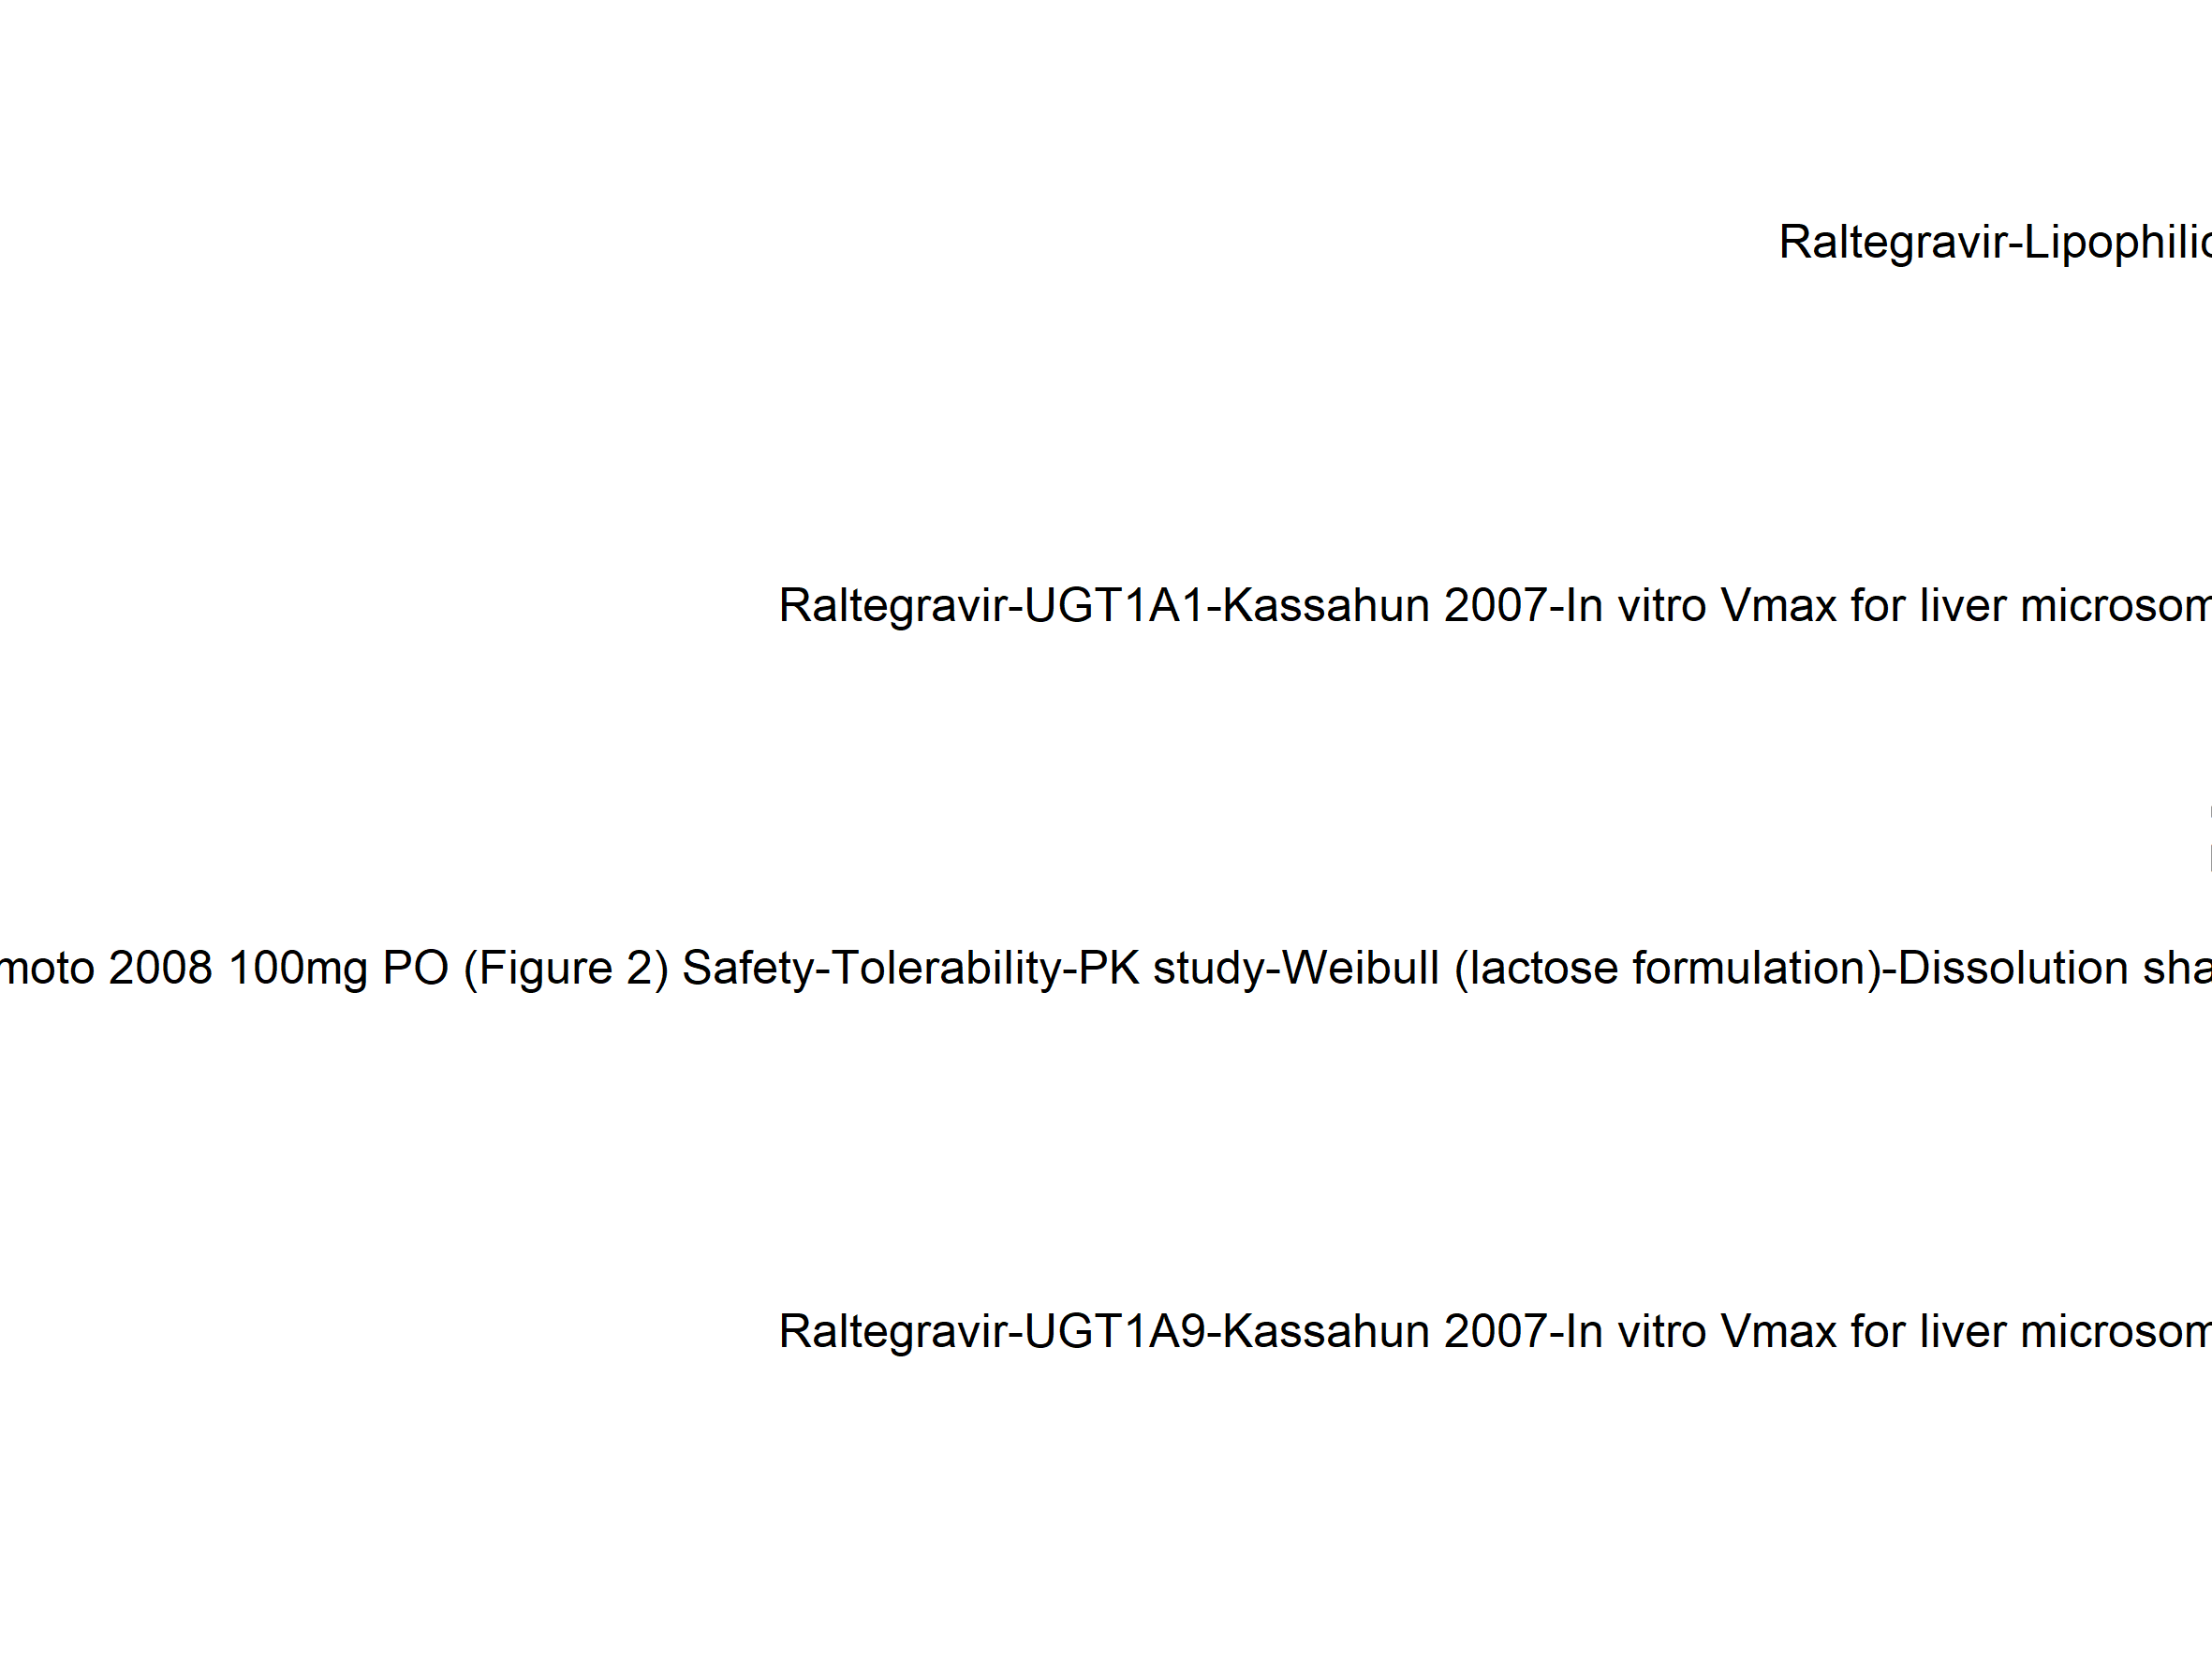 Raltegravir-Lipophilic
Raltegravir-UGT1A1-Kassahun 2007-In vitro Vmax for liver microsom
moto 2008 100mg PO (Figure 2) Safety-Tolerability-PK study-Weibull (lactose formulation)-Dissolution sha
Raltegravir-UGT1A9-Kassahun 2007-In vitro Vmax for liver microsom